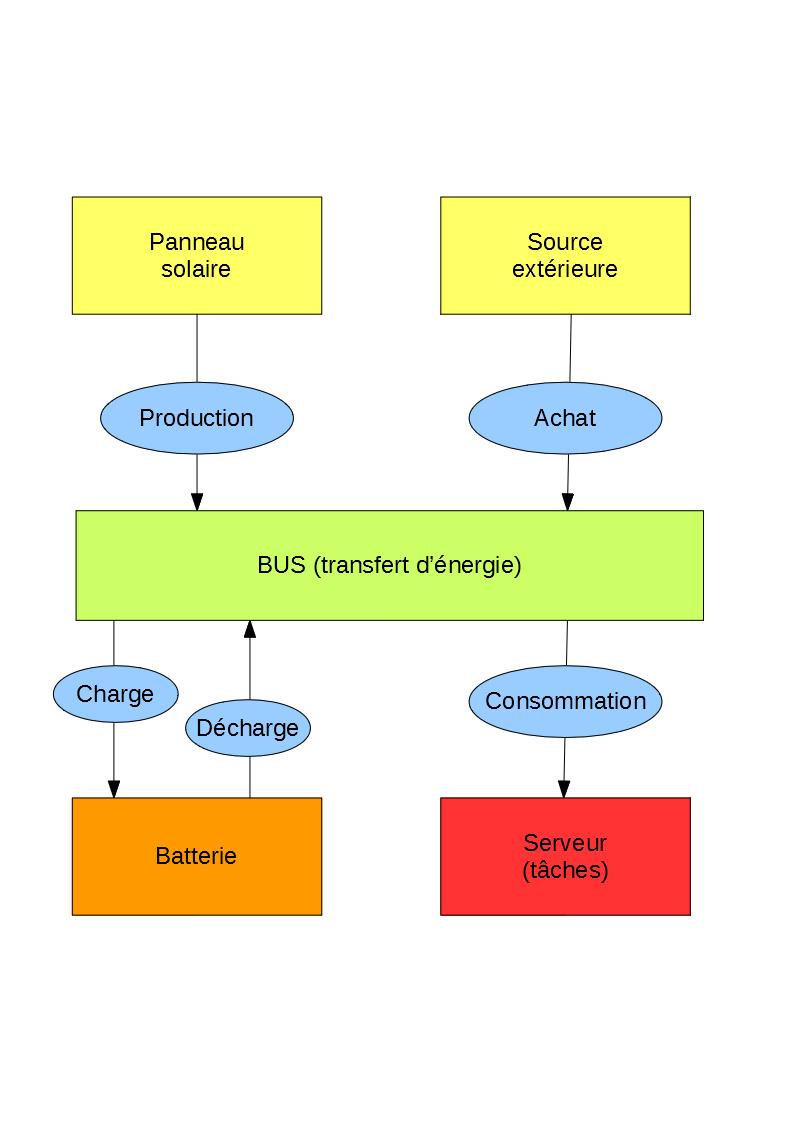 Panneau
solaire
Source
extérieure
Production
Achat
BUS (transfert d’énergie)
Charge
Décharge
Consommation
Batterie
Serveur
(tâches)